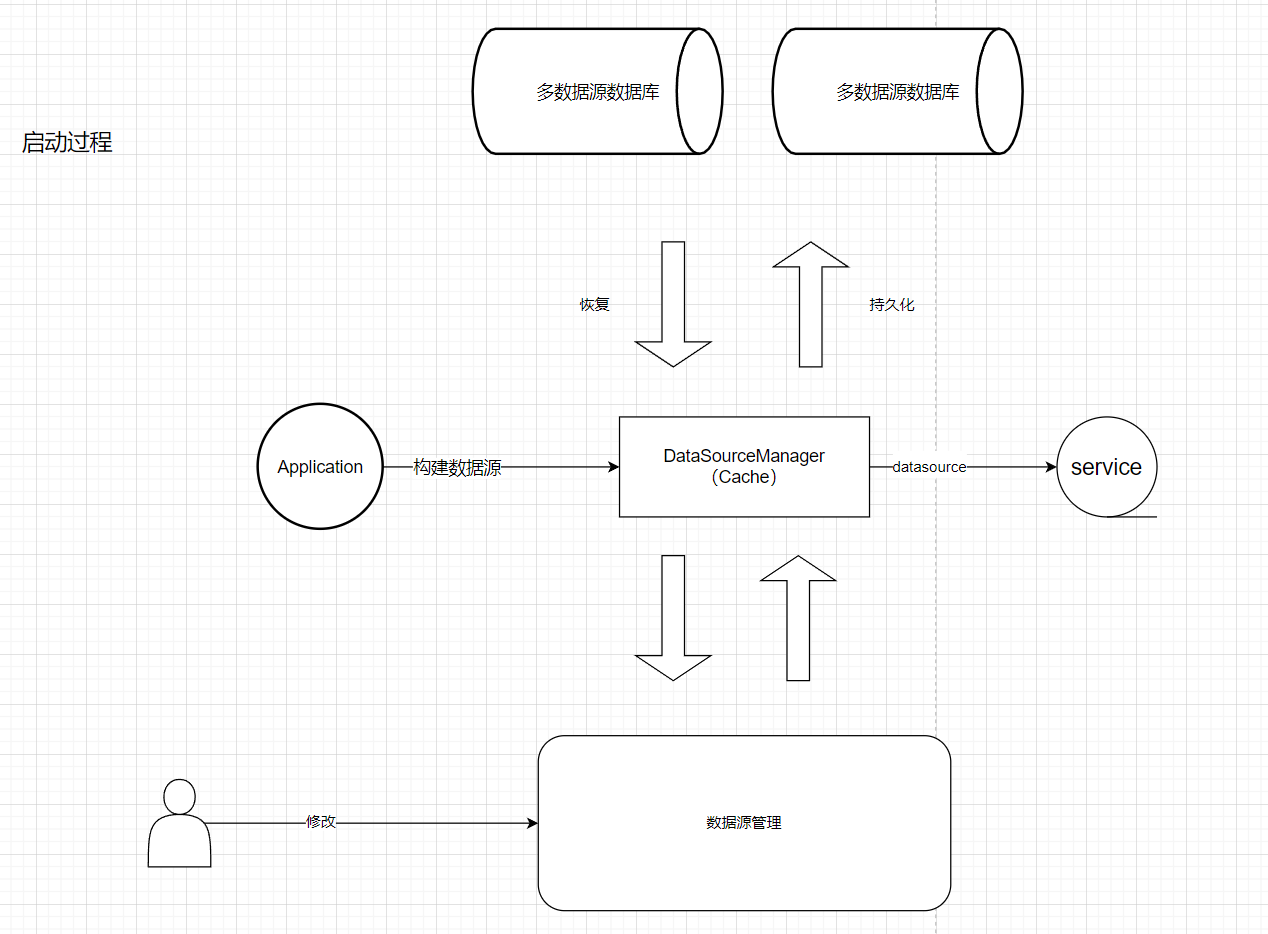 多数据源数据库
多数据源数据库
启动过程
恢复
持久化
Application
构建数据源
DataSourceManager
（Cache）
datasource
service
修改
数据源管理